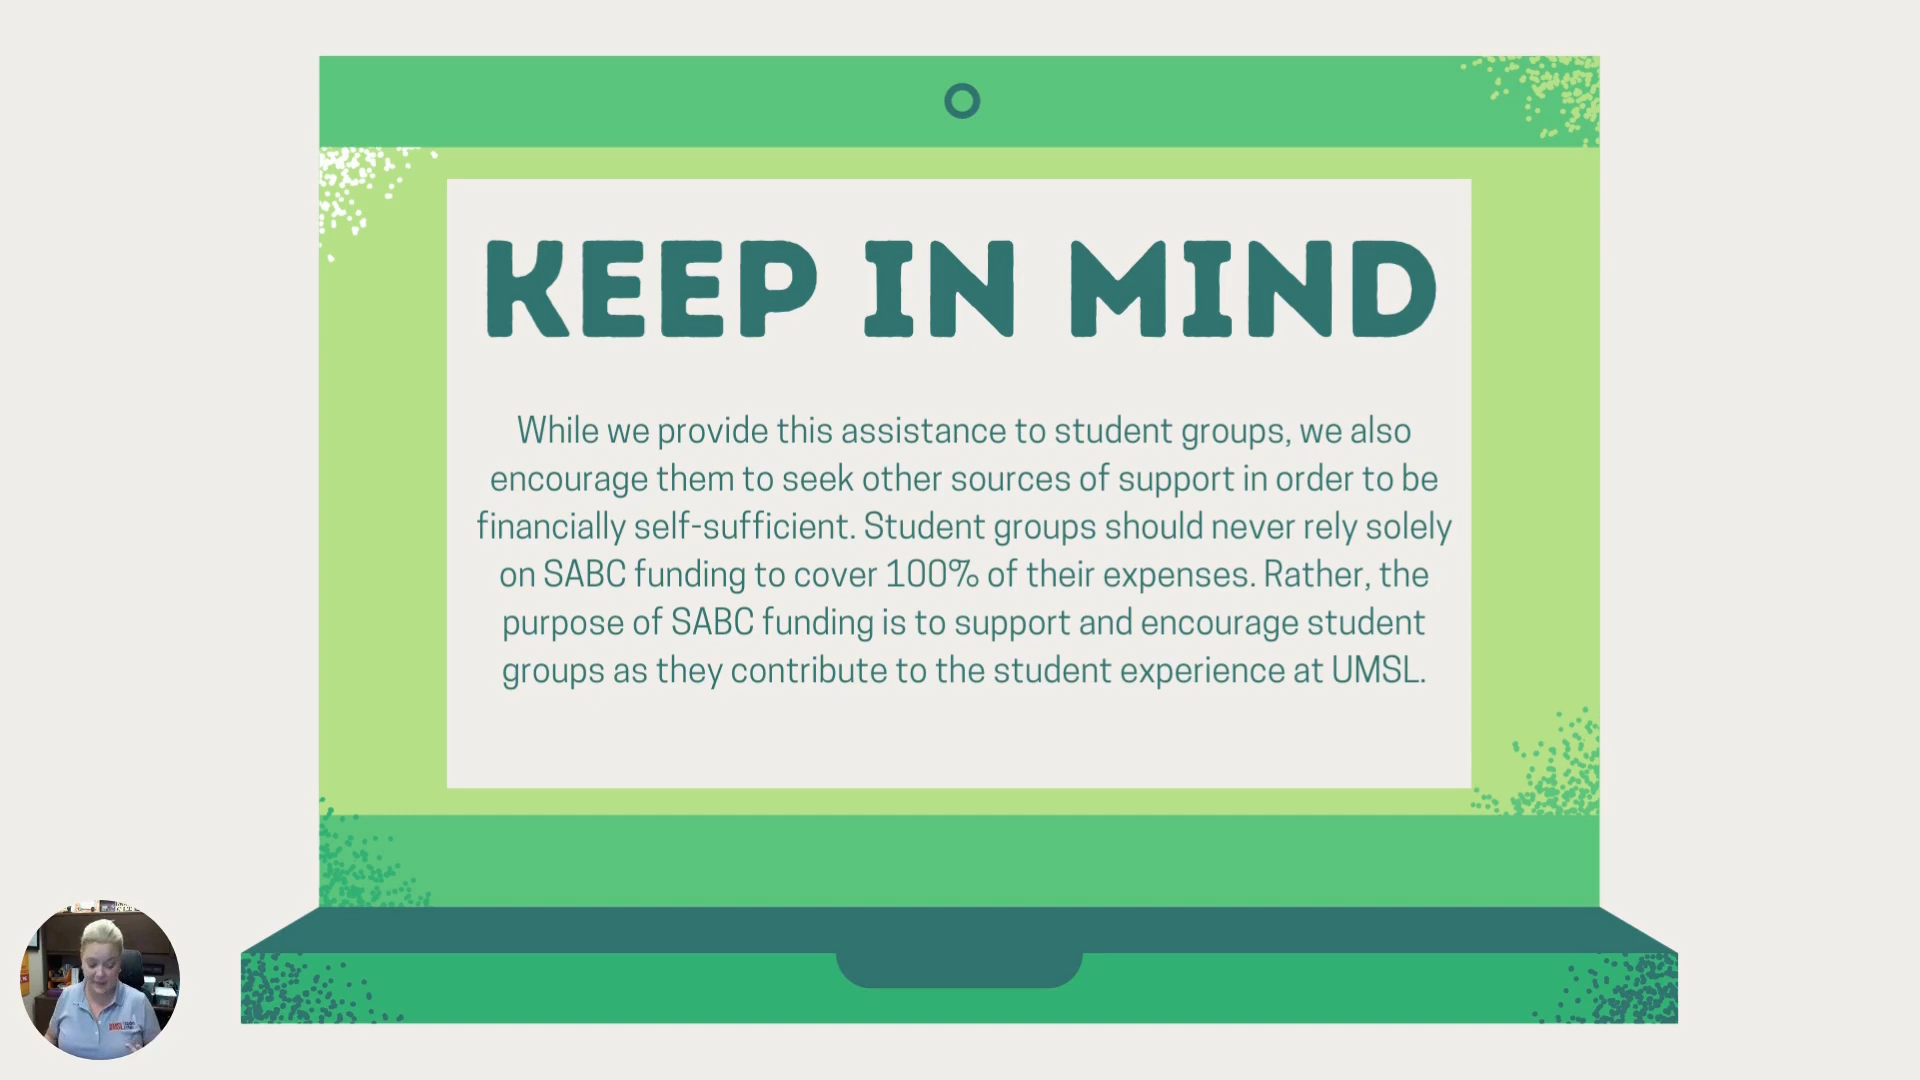 KEEP IN MIND
While we provide this assistance to student groups, we also
encourage them to seek other sources of support in order to be
financially self-sufficient. Student groups should never rely solely
on SABC funding to cover 100% of their expenses. Rather, the
purpose of SABC funding is to support and encourage student
groups as they contribute to the student experience at UMSL.